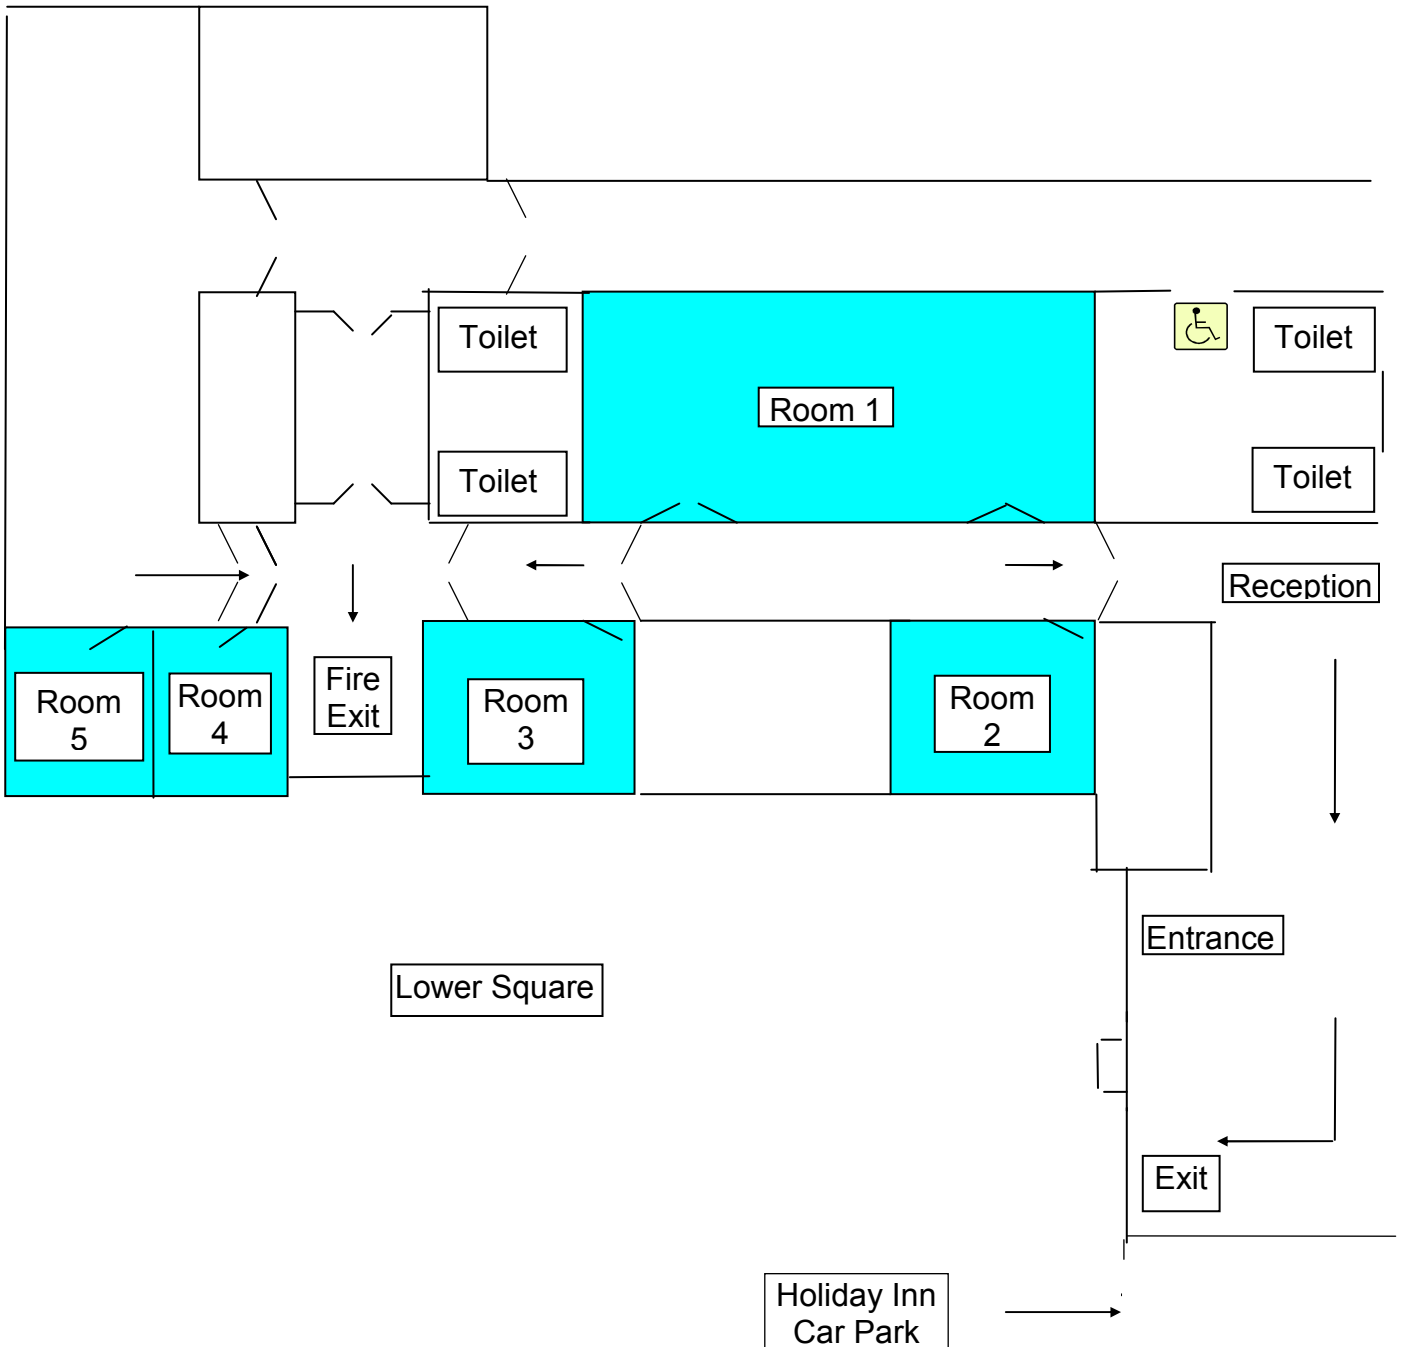 Toilet
Toilet
Room 1
Toilet
Toilet
Reception
Room
5
Room
4
Fire
Exit
Room
3
Room
2
Entrance
Lower Square
Exit
Holiday Inn
Car Park